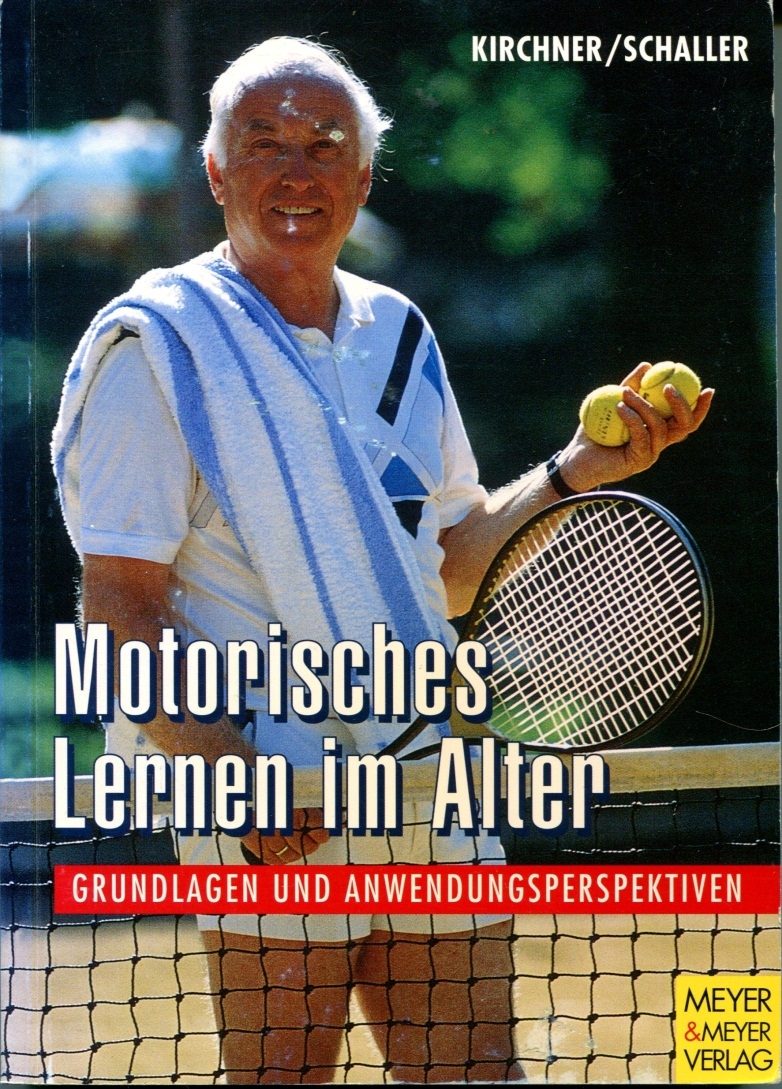 KIRCHNER/SCHALLER
Motorisches
Lernen im Alter
GRUNDLAGEN UND ANWENDUNGSPERSPEKTIVEN
MEYER
&MEYER
VERLAG